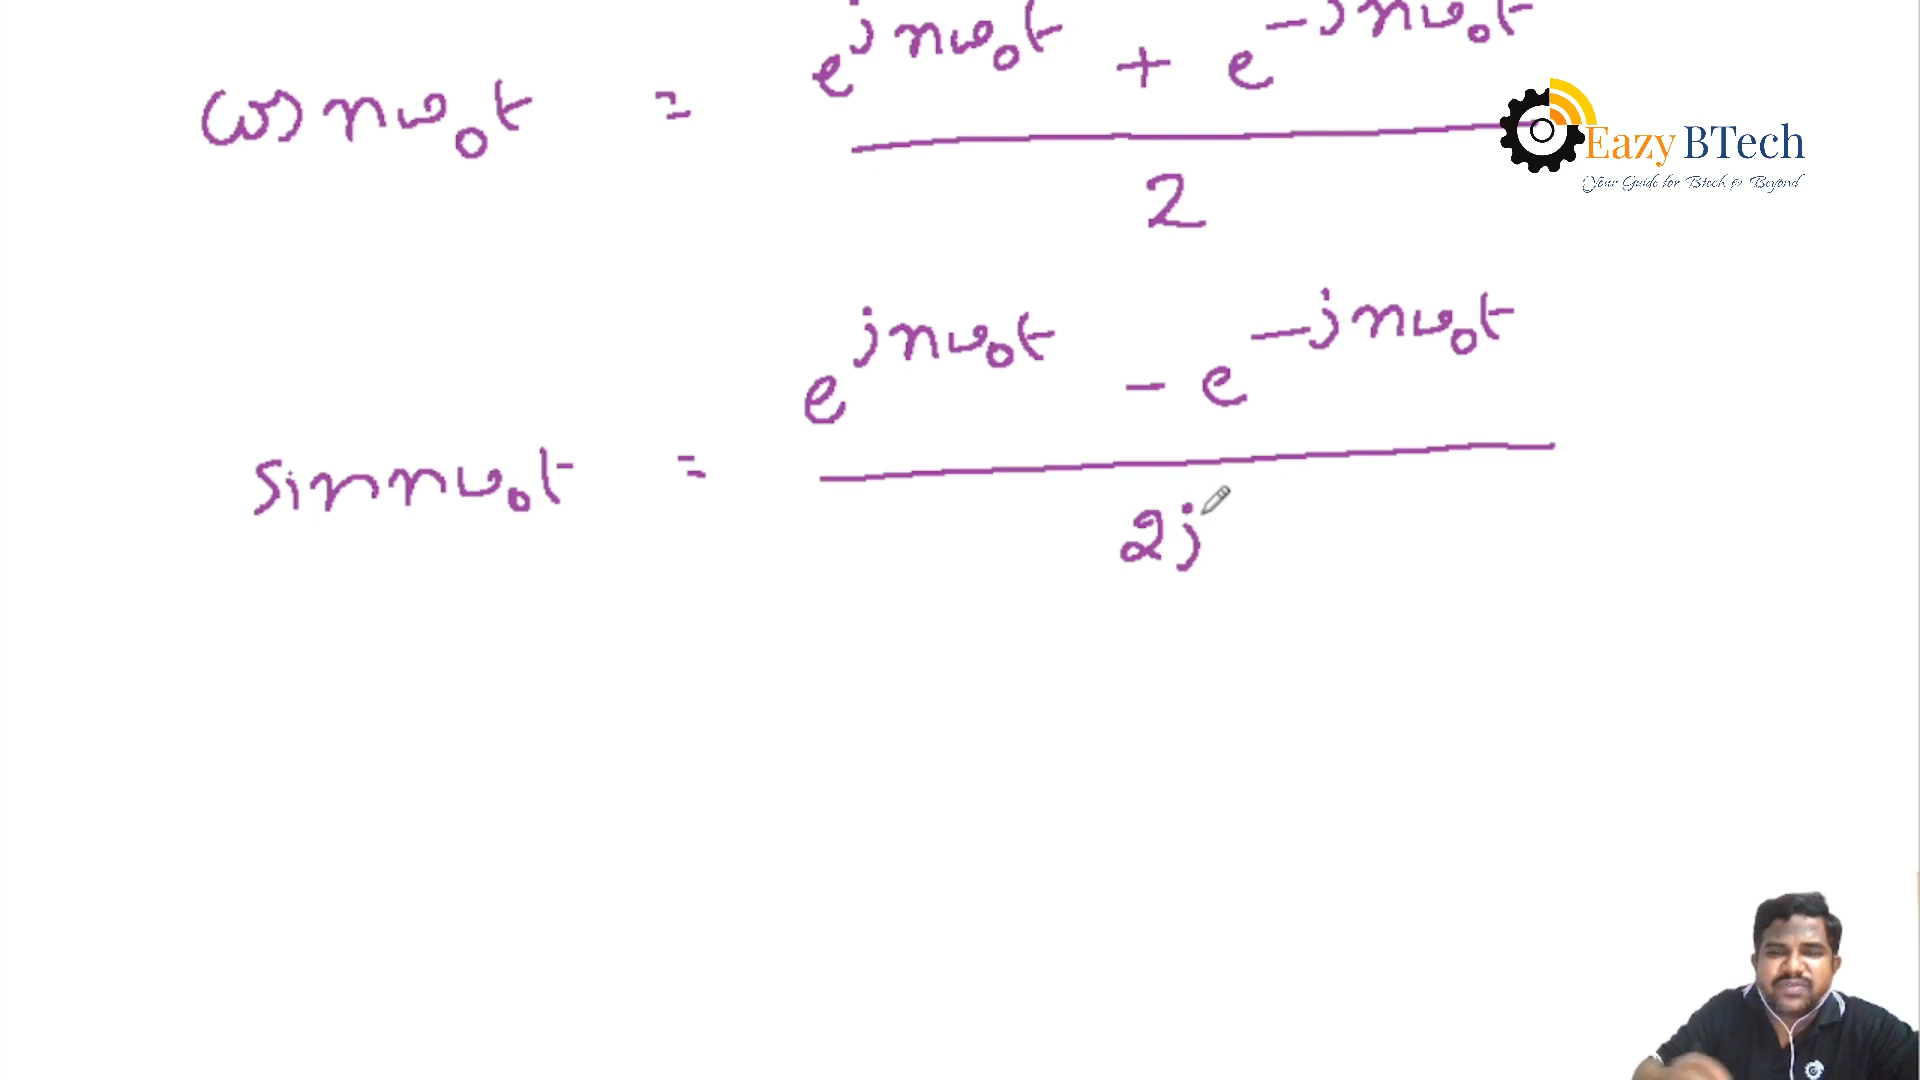 cos nω₀t = (e^{jnω₀t} + e^{-jnω₀t}) / 2
Eazy BTech
Your Guide for Btech & Beyond
sin nω₀t = (e^{jnω₀t} - e^{-jnω₀t}) / 2j